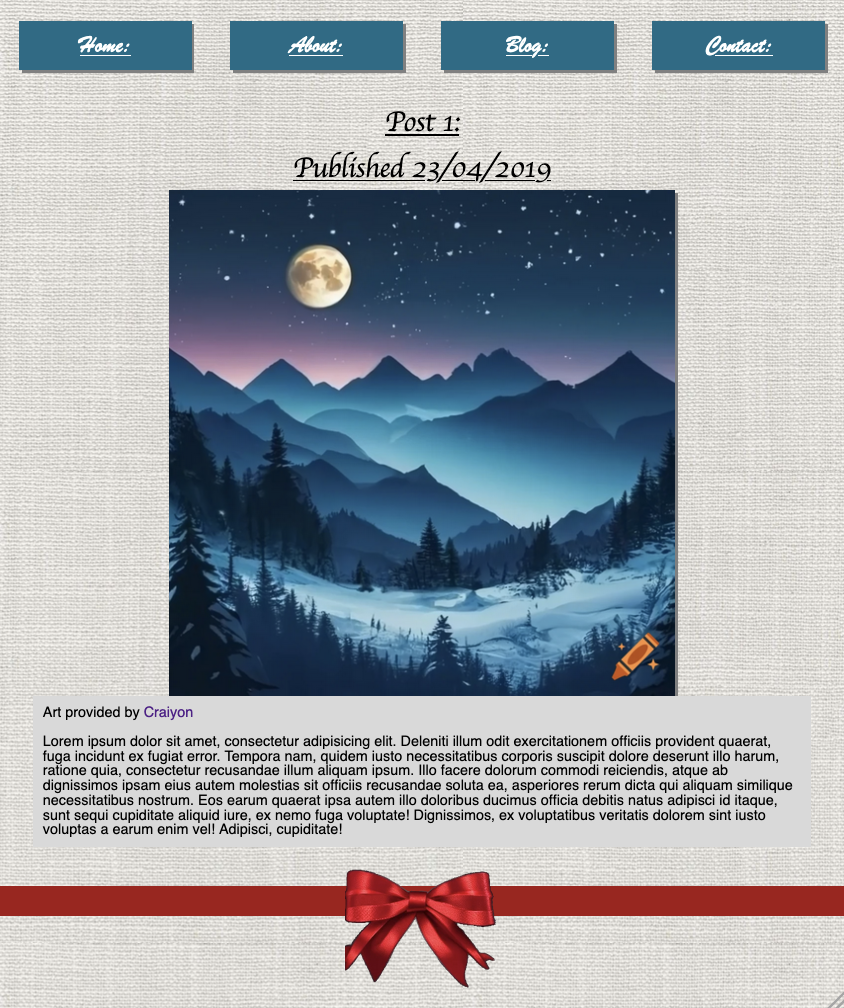 Home:
About:
Blog:
Contact:
Post 1:
Published 23/04/2019
Art provided by Craiyon
Lorem ipsum dolor sit amet, consectetur adipisicing elit. Deleniti illum odit exercitationem officiis provident quaerat,
fuga incidunt ex fugiat error. Tempora nam, quidem iusto necessitatibus corporis suscipit dolore deserunt illo harum,
ratione quia, consectetur recusandae illum aliquam ipsum. Illo facere dolorum commodi reiciendis, atque ab
dignissimos ipsam eius autem molestias sit officiis recusandae soluta ea, asperiores rerum dicta qui aliquam similique
necessitatibus nostrum. Eos earum quaerat ipsa autem illo doloribus ducimus officia debitis natus adipisci id itaque,
sunt sequi cupiditate aliquid iure, ex nemo fuga voluptate! Dignissimos, ex voluptatibus veritatis dolorem sint iusto
voluptas a earum enim vel! Adipisci, cupiditate!